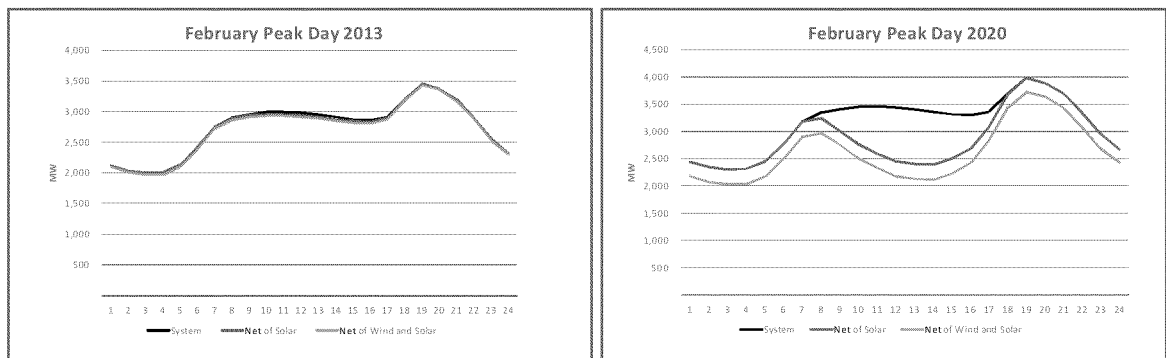 February Peak Day 2013
4,000
3,500
3,000
2,500
2,000
1,500
1,000
500
MW
1 2 3 4 5 6 7 8 9 10 11 12 13 14 15 16 17 18 19 20 21 22 23 24
System Net of Solar Net of Wind and Solar
February Peak Day 2020
4,500
4,000
3,500
3,000
2,500
2,000
1,500
1,000
500
MW
1 2 3 4 5 6 7 8 9 10 11 12 13 14 15 16 17 18 19 20 21 22 23 24
System Net of Solar Net of Wind and Solar